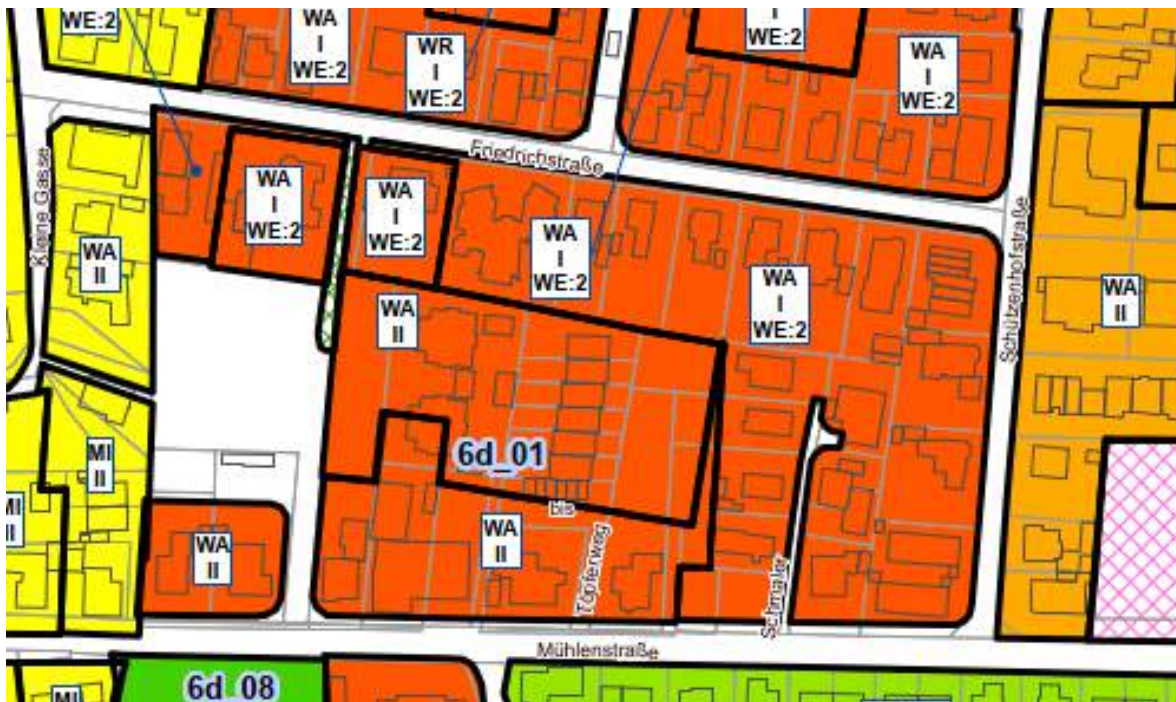 WE:2
WA
I
WE:2
WR
I
WE:2
I
WE:2
WA
I
WE:2
Friedrichstraße
Kleine Gasse
WA
II
WA
I
WE:2
WA
I
WE:2
WA
I
WE:2
WA
I
WE:2
Schützenhofstraße
WA
II
WA
II
6d_01
MI
II
MI
II
WA
II
bis
WA
II
Töpferweg
Schmaler
Mühlenstraße
6d_08
MI